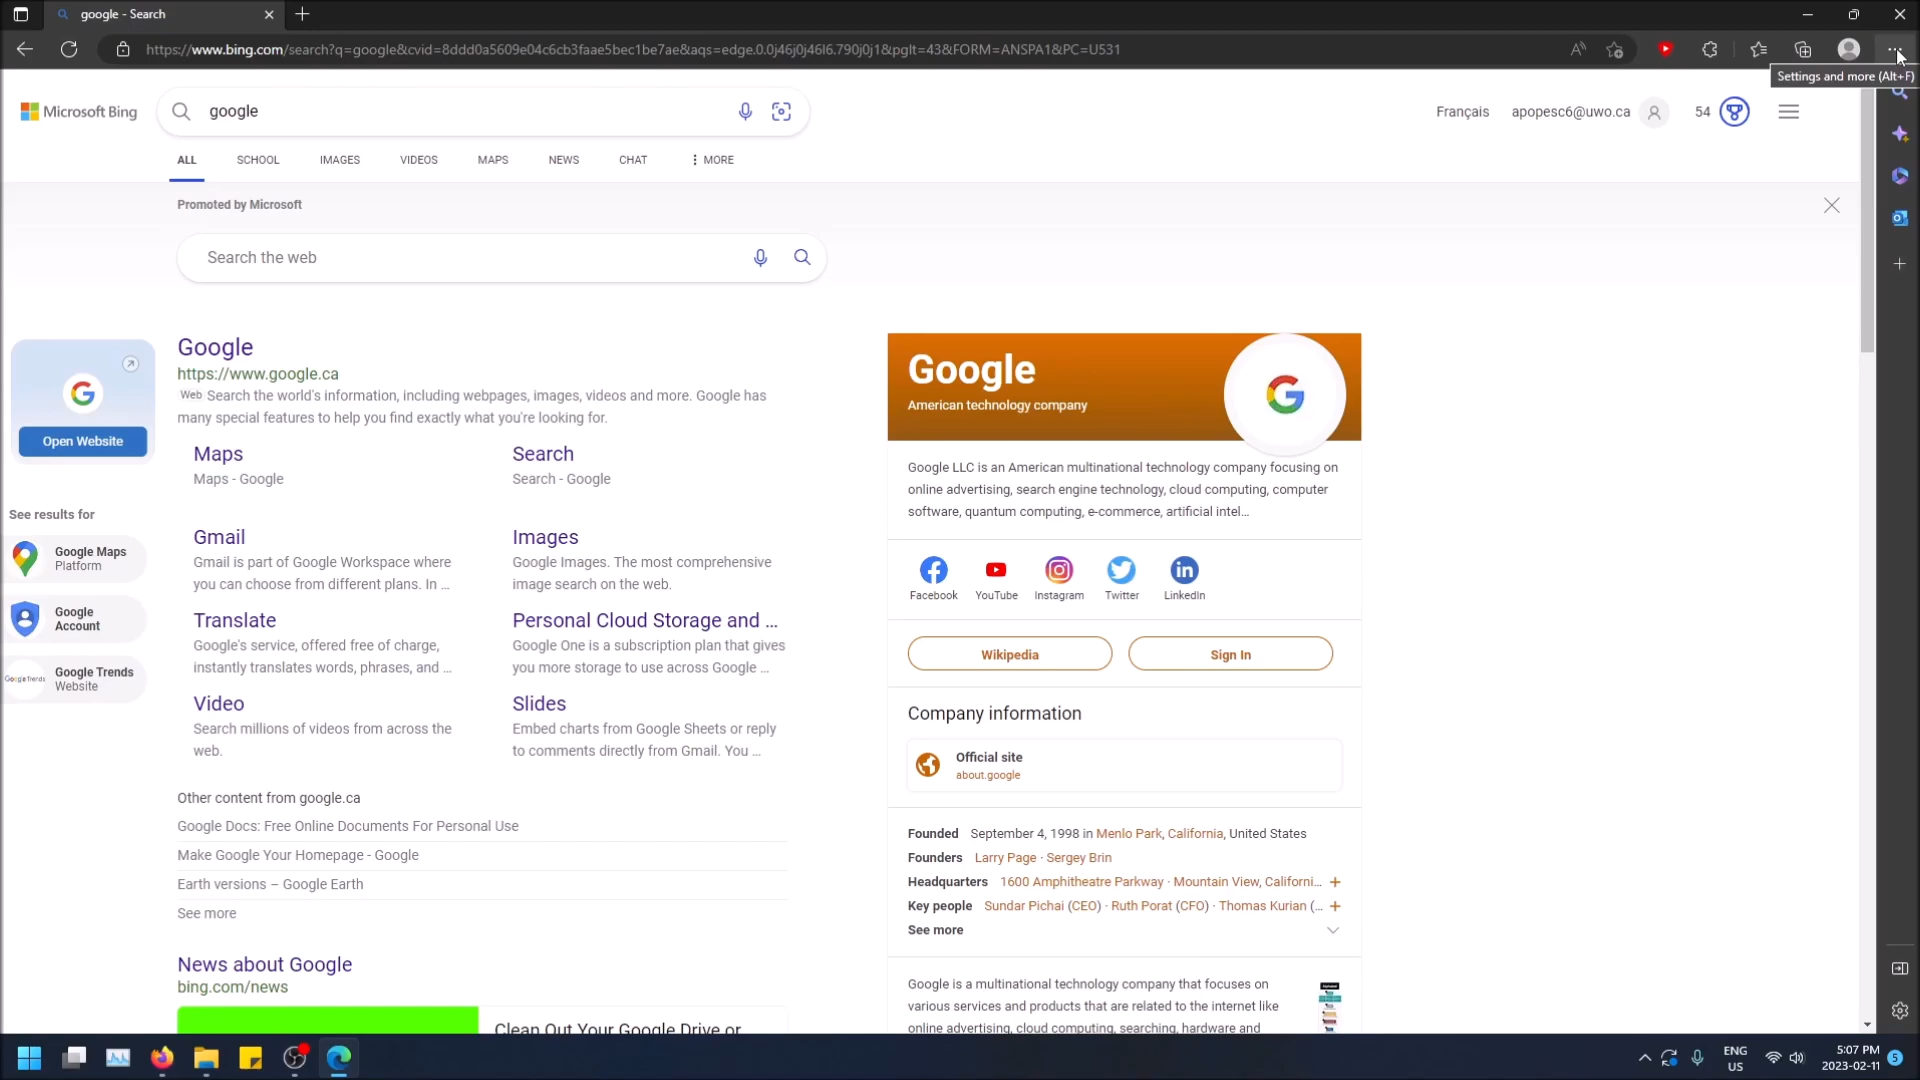 google - Search
https://www.bing.com/search?q=google&cvid=8ddd0a5609e04c6cb3faae5bec1be7ae&aqs=edge.0.0j46j0j46l6.790j0j1&pglt=43&FORM=ANSPA1&PC=U531
Settings and more (Alt+F)
Microsoft Bing
google
Français
apopesc6@uwo.ca
54
ALL
SCHOOL
IMAGES
VIDEOS
MAPS
NEWS
CHAT
MORE
Promoted by Microsoft
Search the web
Open Website
See results for
Google Maps
Platform
Google
Account
Google Trends
Website
Google
https://www.google.ca
Web Search the world's information, including webpages, images, videos and more. Google has
many special features to help you find exactly what you're looking for.
Maps
Maps - Google
Search
Search - Google
Gmail
Gmail is part of Google Workspace where
you can choose from different plans. In ...
Images
Google Images. The most comprehensive
image search on the web.
Translate
Google's service, offered free of charge,
instantly translates words, phrases, and ...
Personal Cloud Storage and ...
Google One is a subscription plan that gives
you more storage to use across Google ...
Video
Search millions of videos from across the
web.
Slides
Embed charts from Google Sheets or reply
to comments directly from Gmail. You ...
Other content from google.ca
Google Docs: Free Online Documents For Personal Use
Make Google Your Homepage - Google
Earth versions – Google Earth
See more
News about Google
bing.com/news
Clean Out Your Google Drive or
Google
American technology company
Google LLC is an American multinational technology company focusing on
online advertising, search engine technology, cloud computing, computer
software, quantum computing, e-commerce, artificial intel...
Facebook
YouTube
Instagram
Twitter
LinkedIn
Wikipedia
Sign In
Company information
Official site
about.google
Founded September 4, 1998 in Menlo Park, California, United States
Founders Larry Page · Sergey Brin
Headquarters 1600 Amphitheatre Parkway · Mountain View, Californi...
Key people Sundar Pichai (CEO) · Ruth Porat (CFO) · Thomas Kurian (...
See more
Google is a multinational technology company that focuses on
various services and products that are related to the internet like
online advertising, cloud computing, searching, hardware and
ENG
US
5:07 PM
2023-02-11
5